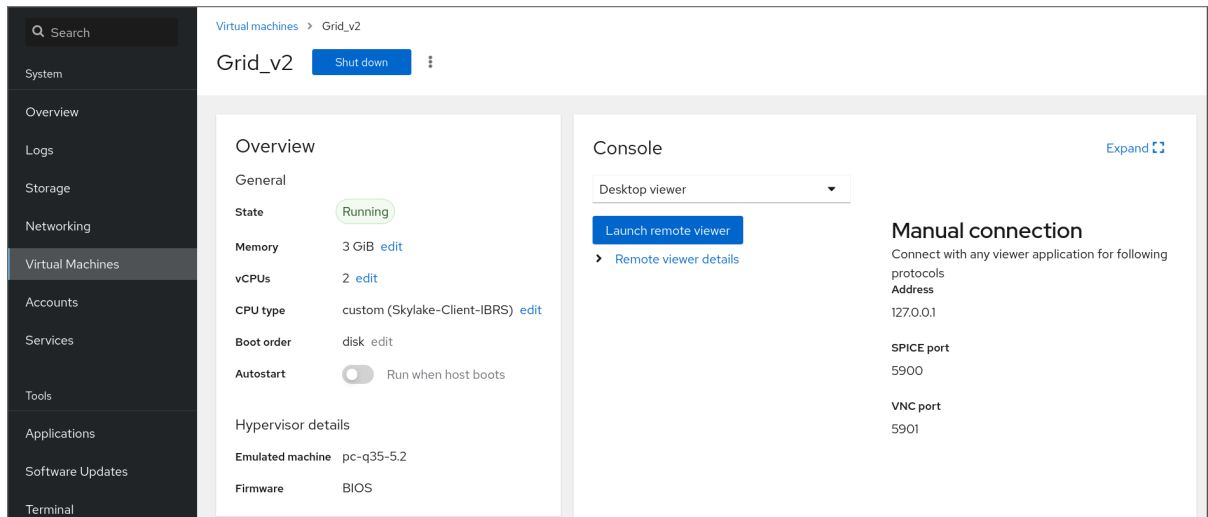 Search
System
Overview
Logs
Storage
Networking
Virtual Machines
Accounts
Services
Tools
Applications
Software Updates
Terminal
Virtual machines > Grid_v2
Grid_v2 Shut down
Overview
General
State Running
Memory 3 GiB edit
vCPUs 2 edit
CPU type custom (Skylake-Client-IBRS) edit
Boot order disk edit
Autostart Run when host boots
Hypervisor details
Emulated machine pc-q35-5.2
Firmware BIOS
Console Expand
Desktop viewer
Launch remote viewer
Remote viewer details
Manual connection
Connect with any viewer application for following
protocols
Address
127.0.0.1
SPICE port
5900
VNC port
5901